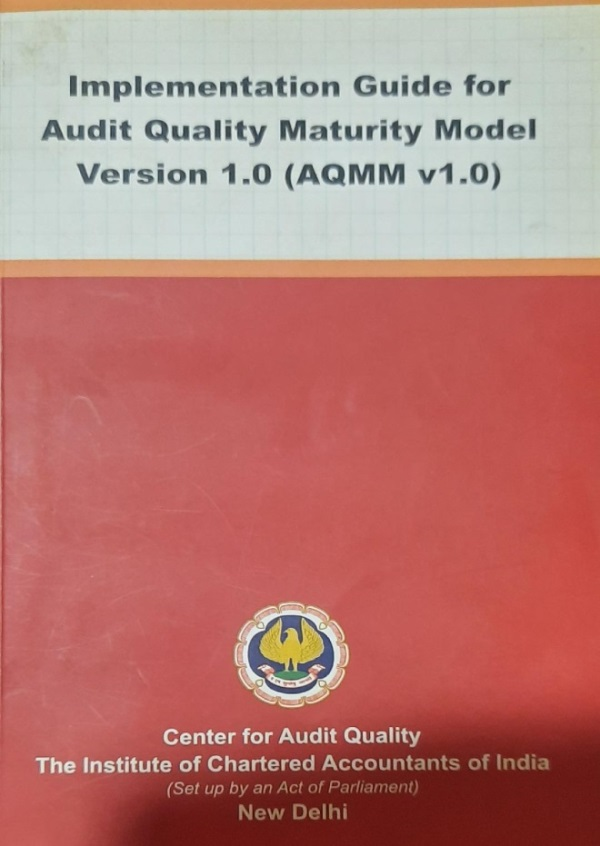 Implementation Guide for
Audit Quality Maturity Model
Version 1.0 (AQMM v1.0)
Center for Audit Quality
The Institute of Chartered Accountants of India
(Set up by an Act of Parliament)
New Delhi